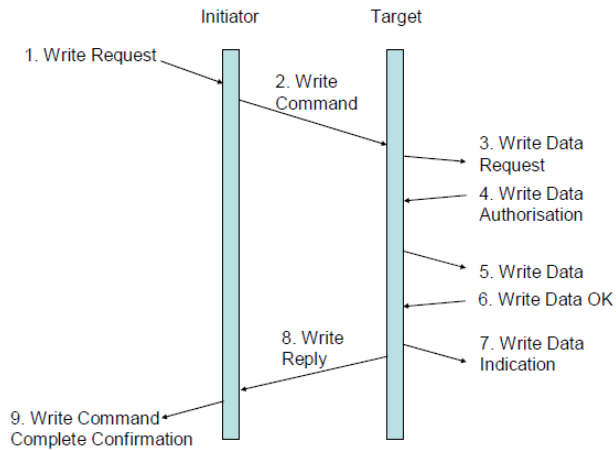 Initiator
Target
1. Write Request
2. Write
Command
3. Write Data
Request
4. Write Data
Authorisation
5. Write Data
6. Write Data OK
7. Write Data
Indication
8. Write
Reply
9. Write Command
Complete Confirmation